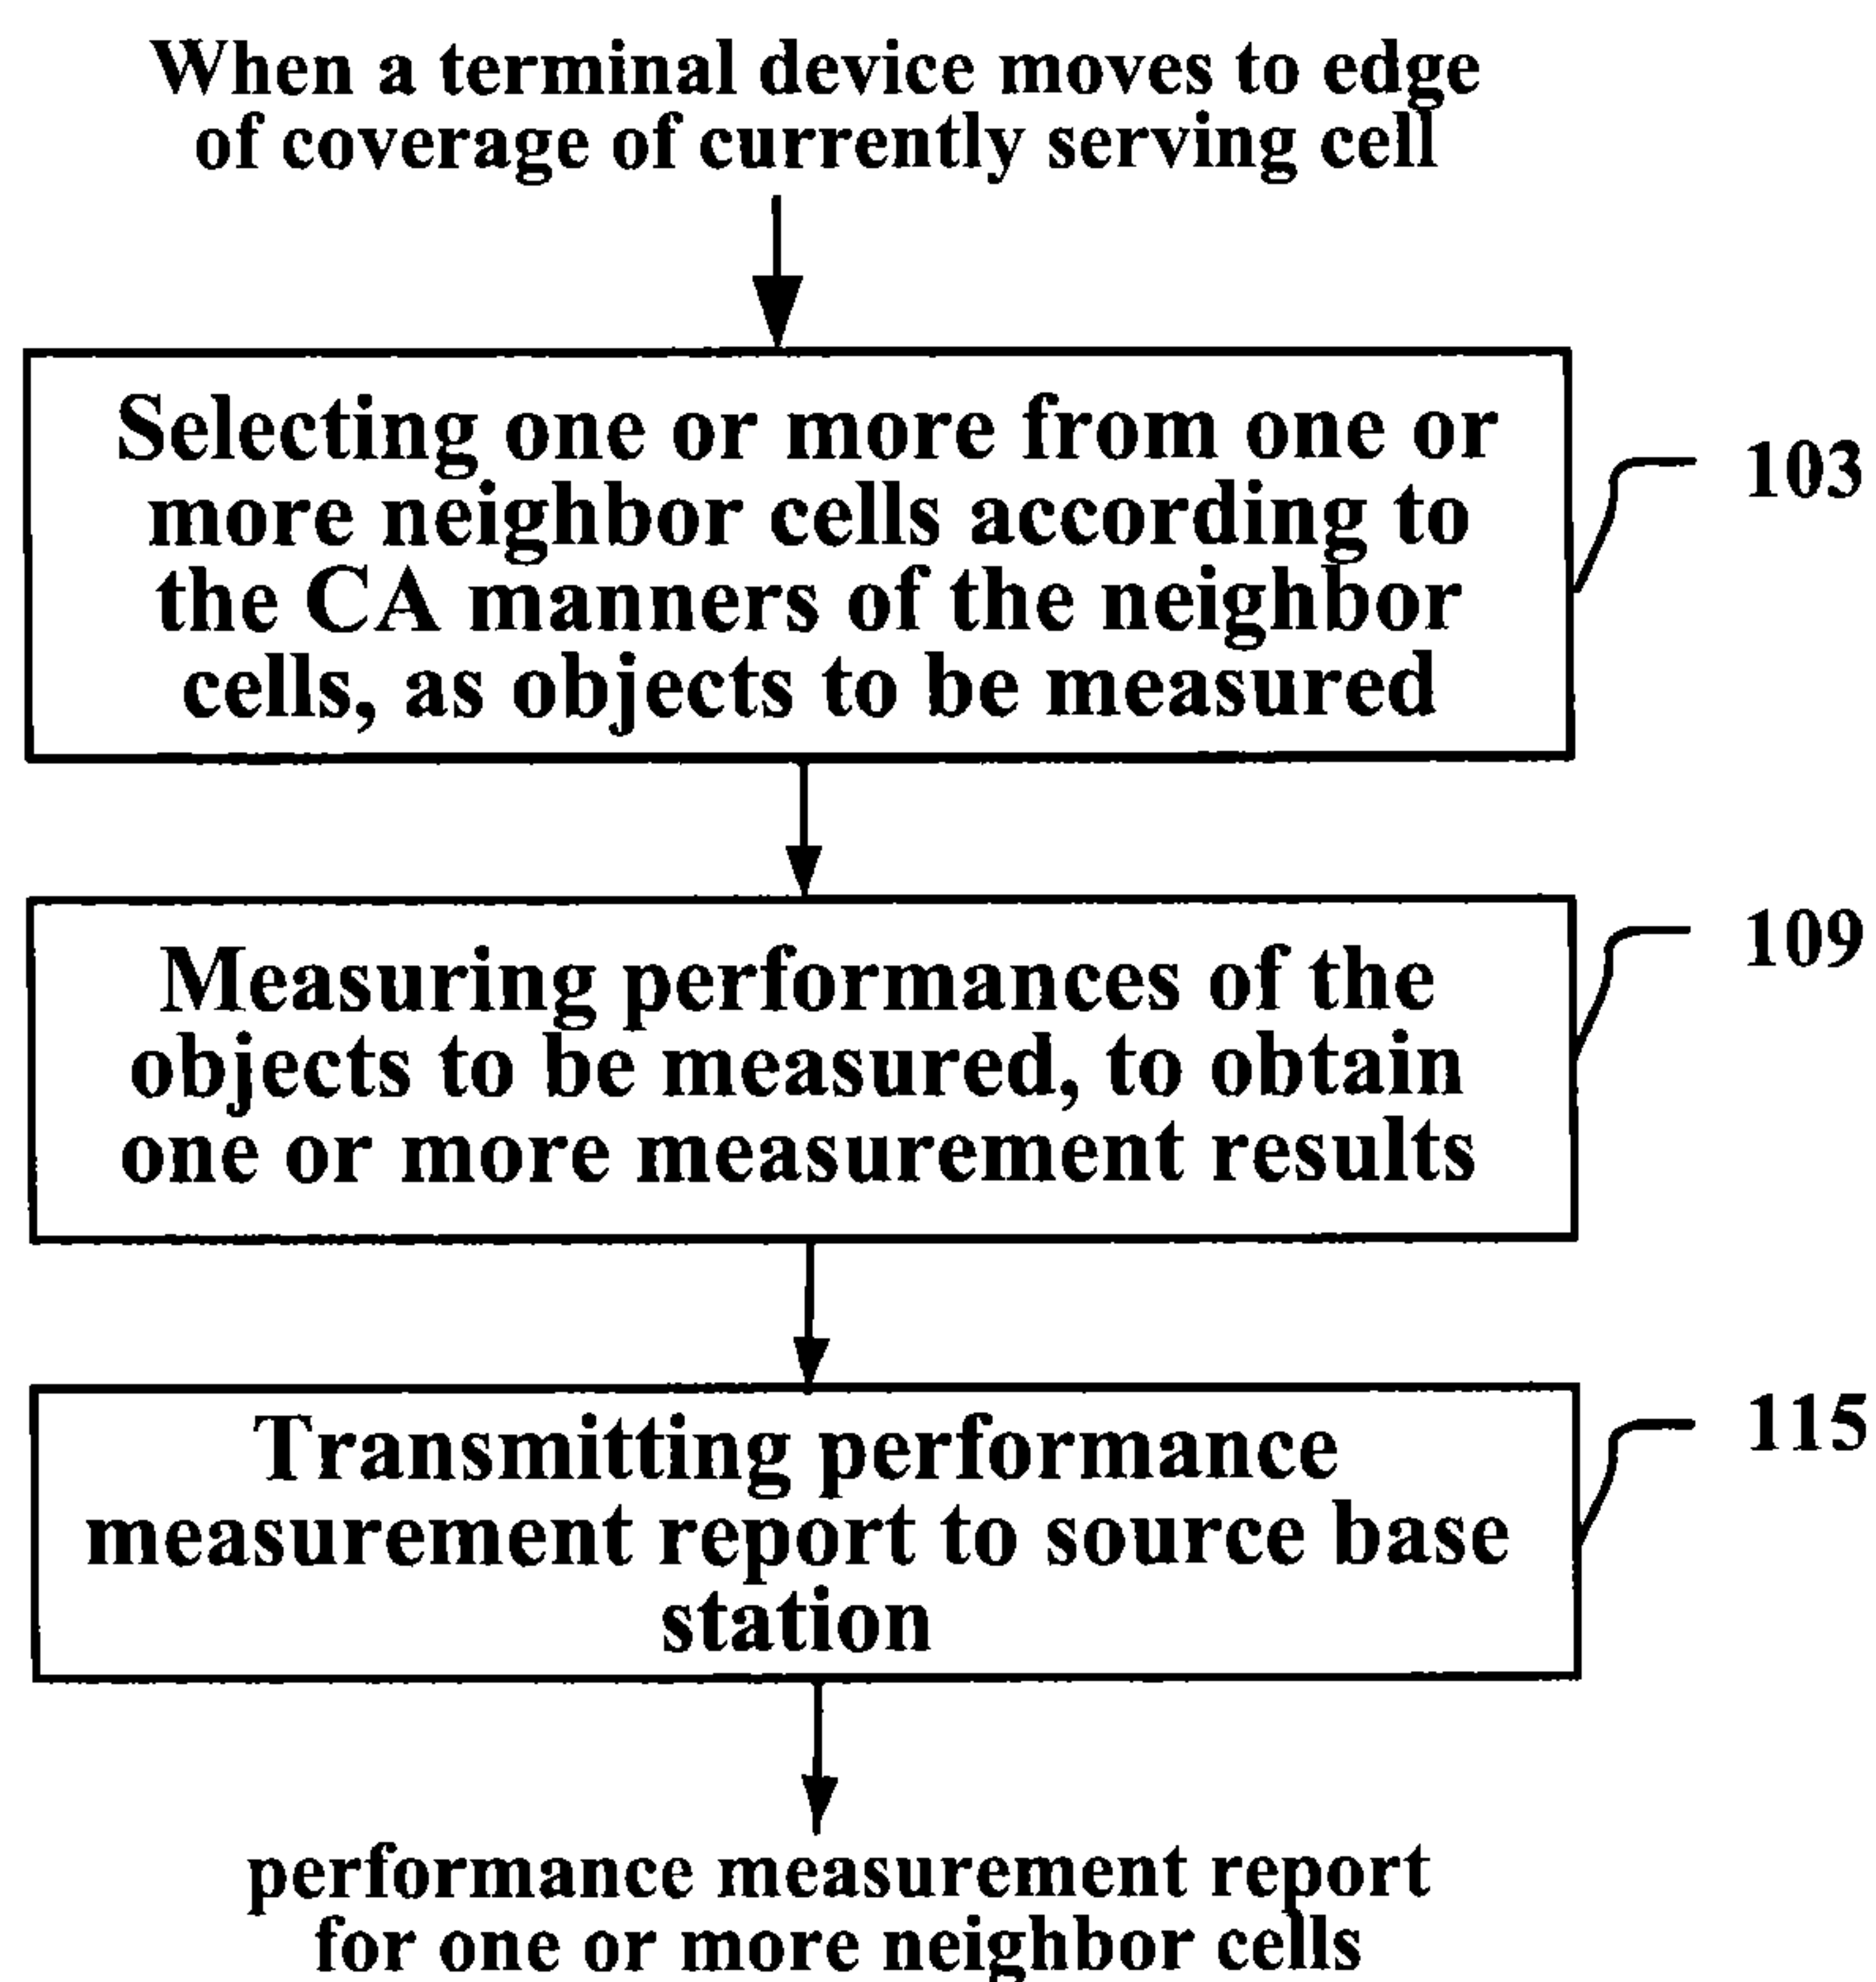 When a terminal device moves to edge
of coverage of currently serving cell
Selecting one or more from one or
more neighbor cells according to
the CA manners of the neighbor
cells, as objects to be measured
103
Measuring performances of the
objects to be measured, to obtain
one or more measurement results
109
Transmitting performance
measurement report to source base
station
115
performance measurement report
for one or more neighbor cells